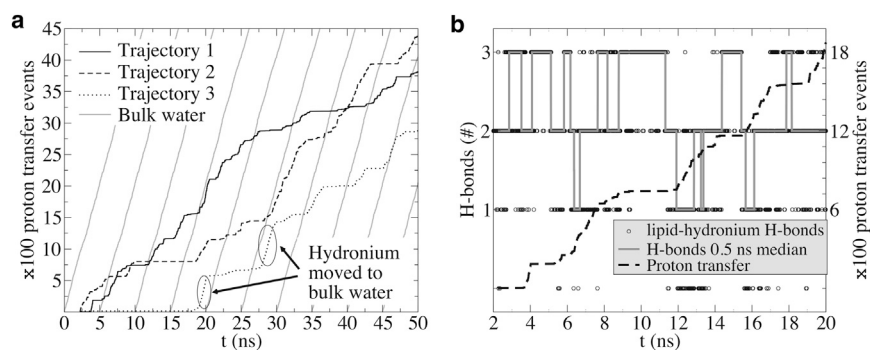 a
x100 proton transfer events
45
40
35
30
25
20
15
10
5
Trajectory 1
Trajectory 2
Trajectory 3
Bulk water
Hydronium
moved to
bulk water
0 5 10 15 20 25 30 35 40 45 50
t (ns)
b
H-bonds (#)
3
2
1
18
12
6
x100 proton transfer events
lipid-hydronium H-bonds
H-bonds 0.5 ns median
Proton transfer
2 4 6 8 10 12 14 16 18 20
t (ns)